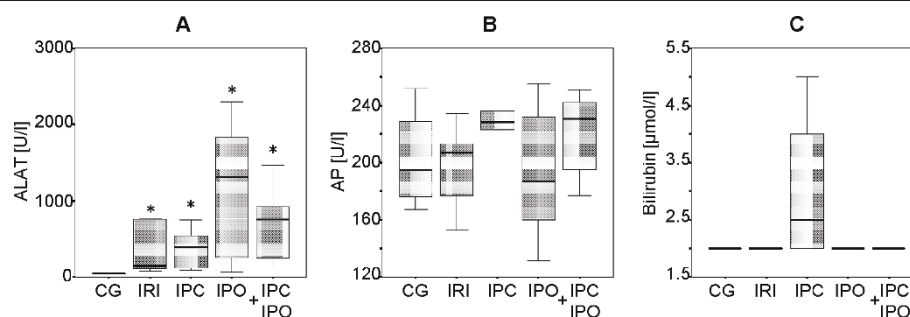 A
ALAT [U/l]
3000
2000
1000
0
*
*
*
*
CG IRI IPC IPO + IPC
IPO
B
AP [U/l]
280
240
200
160
120
CG IRI IPC IPO + IPC
IPO
C
Bilirubin [µmol/l]
5.5
4.5
3.5
2.5
1.5
CG IRI IPC IPO + IPC
IPO